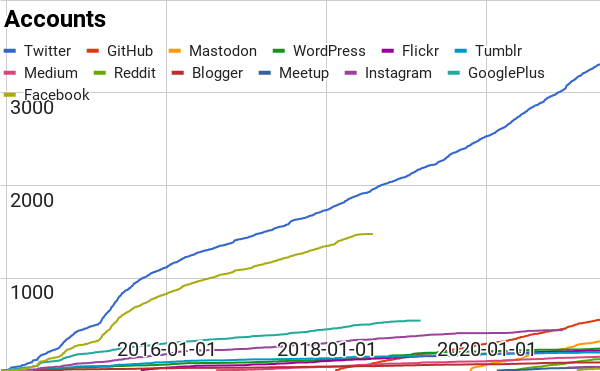 Accounts
Twitter GitHub Mastodon WordPress Flickr Tumblr
Medium Reddit Blogger Meetup Instagram GooglePlus
Facebook
3000
2000
1000
2016-01-01 2018-01-01 2020-01-01